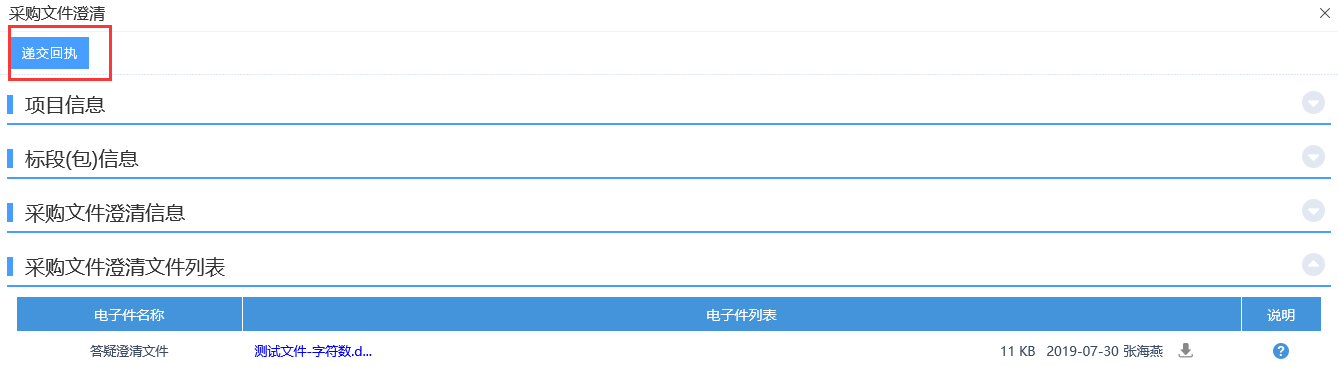 采购文件澄清
递交回执
项目信息
标段(包)信息
采购文件澄清信息
采购文件澄清文件列表
电子件名称 电子件列表 说明
答疑澄清文件 测试文件-字符数.d... 11 KB 2019-07-30 张海燕